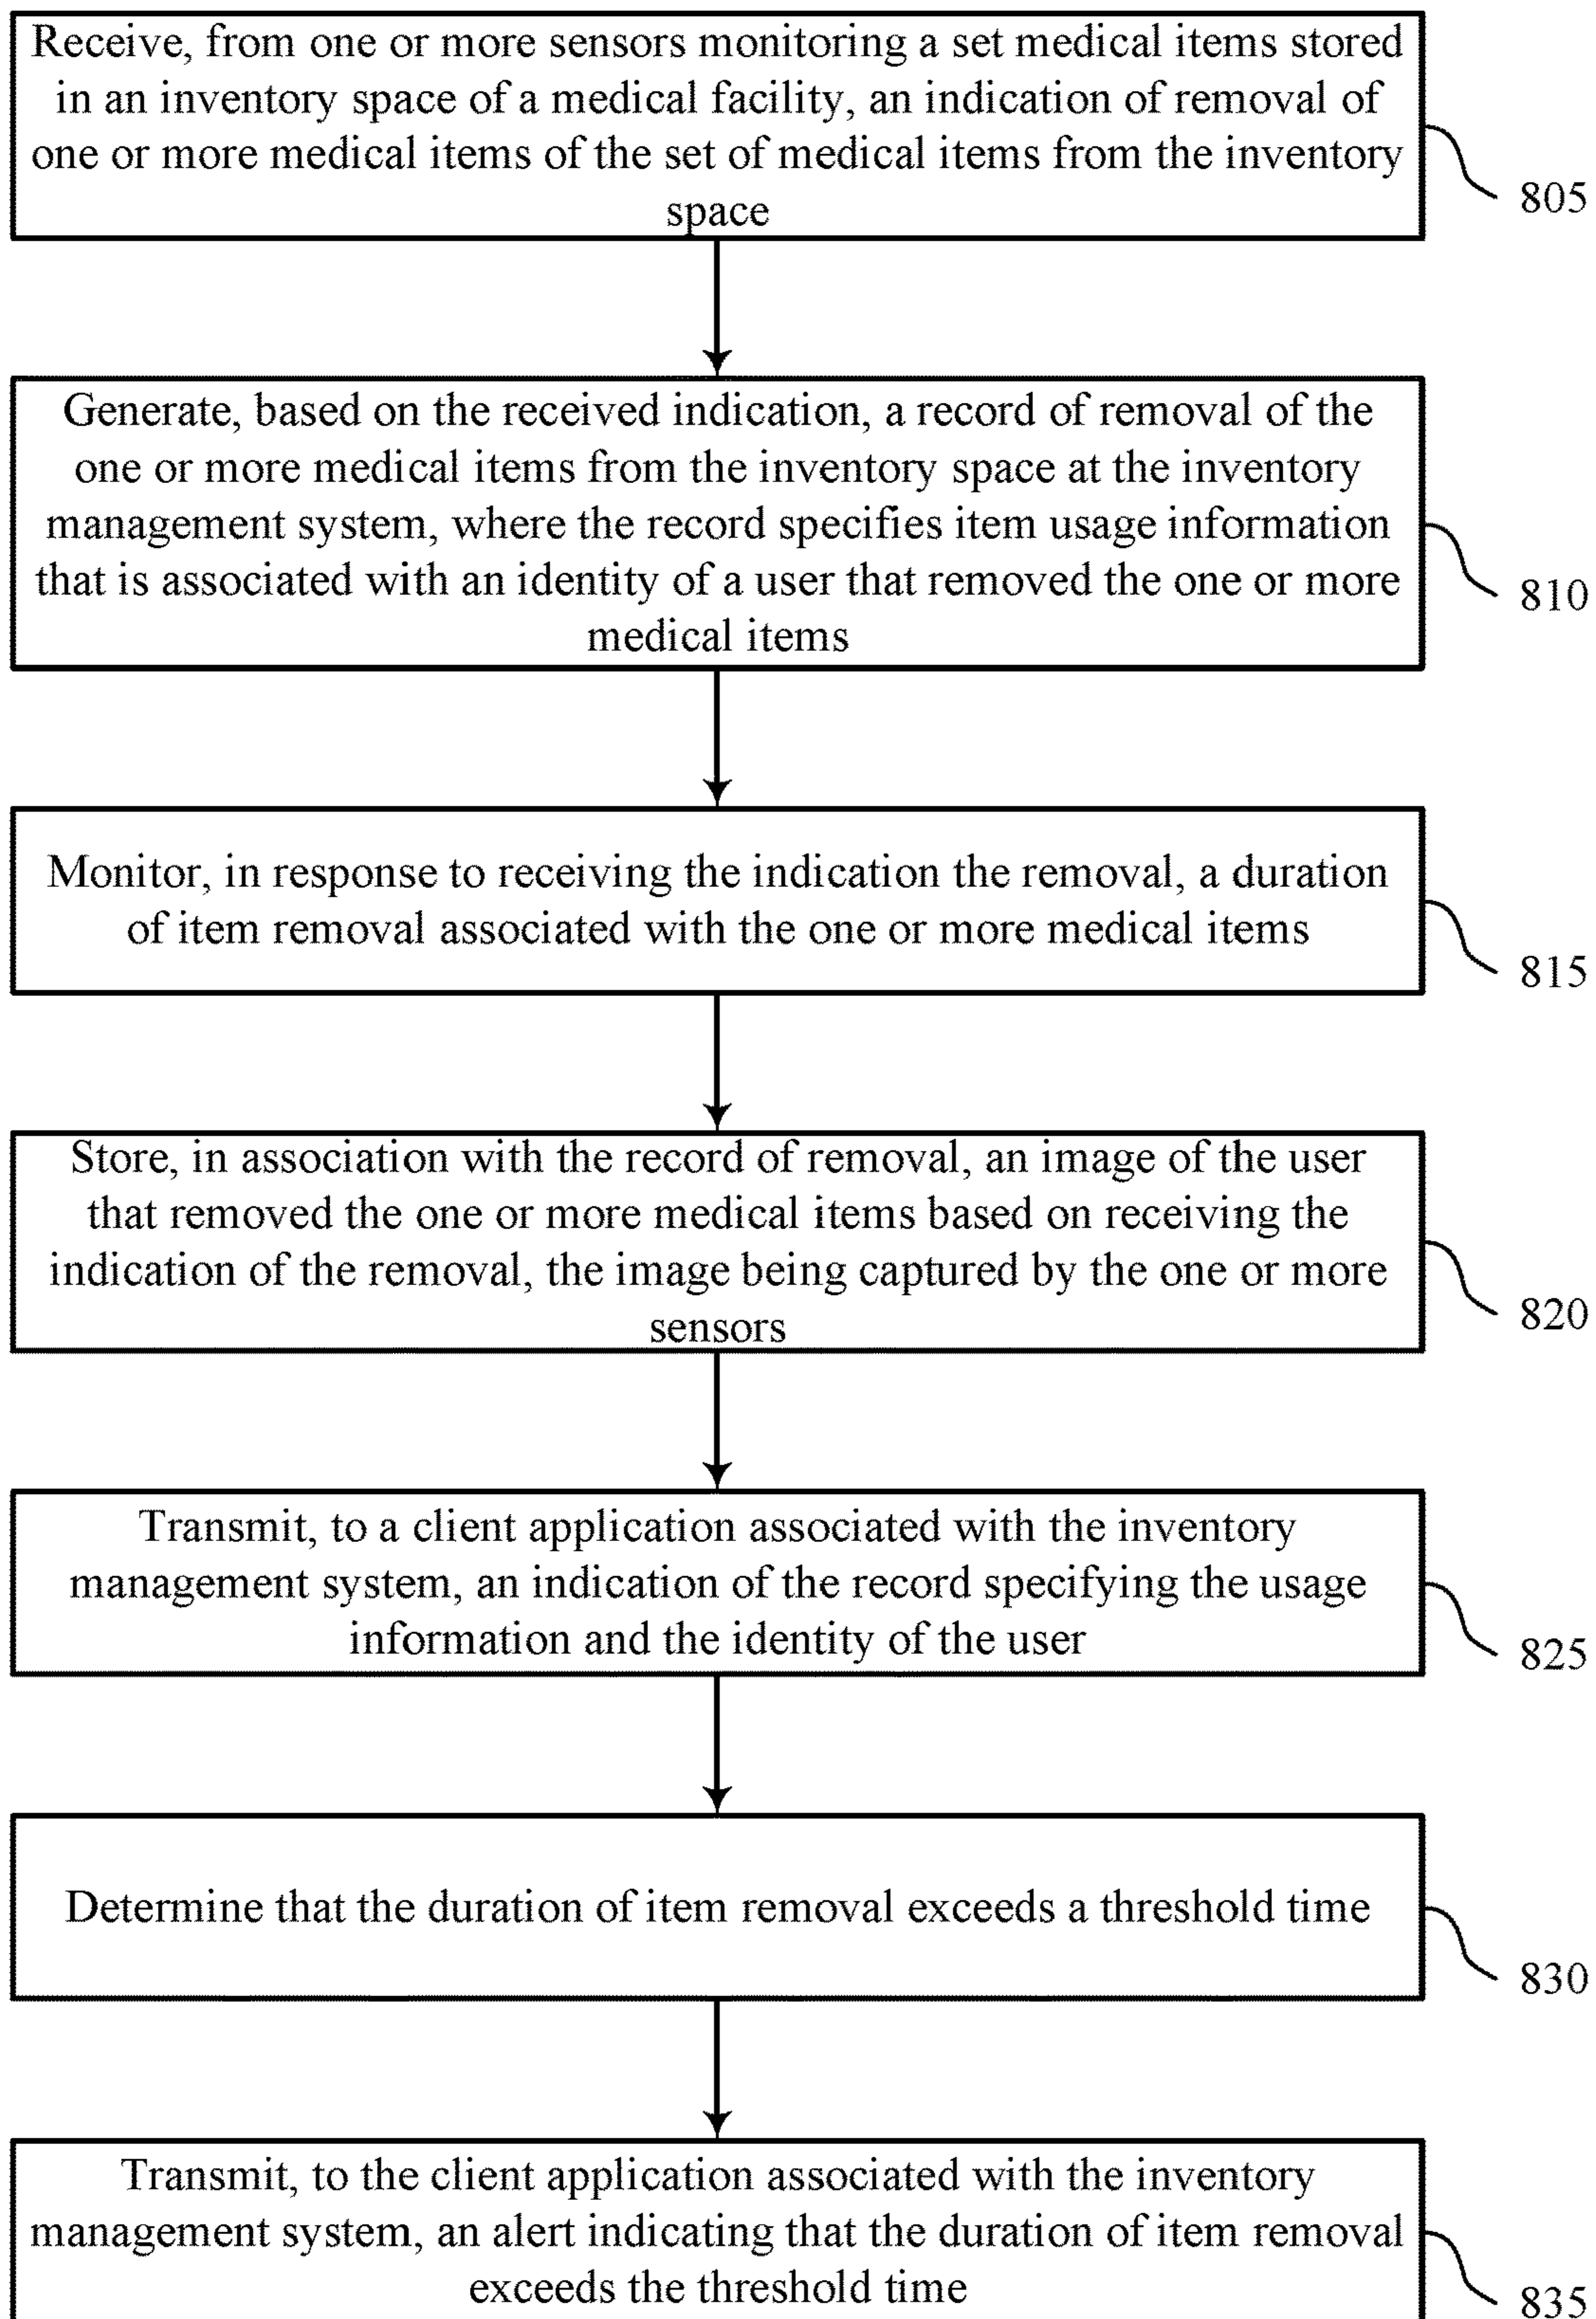 Receive, from one or more sensors monitoring a set medical items stored
in an inventory space of a medical facility, an indication of removal of
one or more medical items of the set of medical items from the inventory
space
805
Generate, based on the received indication, a record of removal of the
one or more medical items from the inventory space at the inventory
management system, where the record specifies item usage information
that is associated with an identity of a user that removed the one or more
medical items
810
Monitor, in response to receiving the indication the removal, a duration
of item removal associated with the one or more medical items
815
Store, in association with the record of removal, an image of the user
that removed the one or more medical items based on receiving the
indication of the removal, the image being captured by the one or more
sensors
820
Transmit, to a client application associated with the inventory
management system, an indication of the record specifying the usage
information and the identity of the user
825
Determine that the duration of item removal exceeds a threshold time
830
Transmit, to the client application associated with the inventory
management system, an alert indicating that the duration of item removal
exceeds the threshold time
835